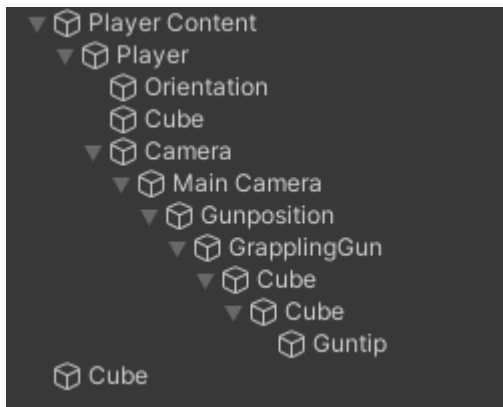 Player Content
Player
Orientation
Cube
Camera
Main Camera
Gunposition
GrapplingGun
Cube
Cube
Guntip
Cube